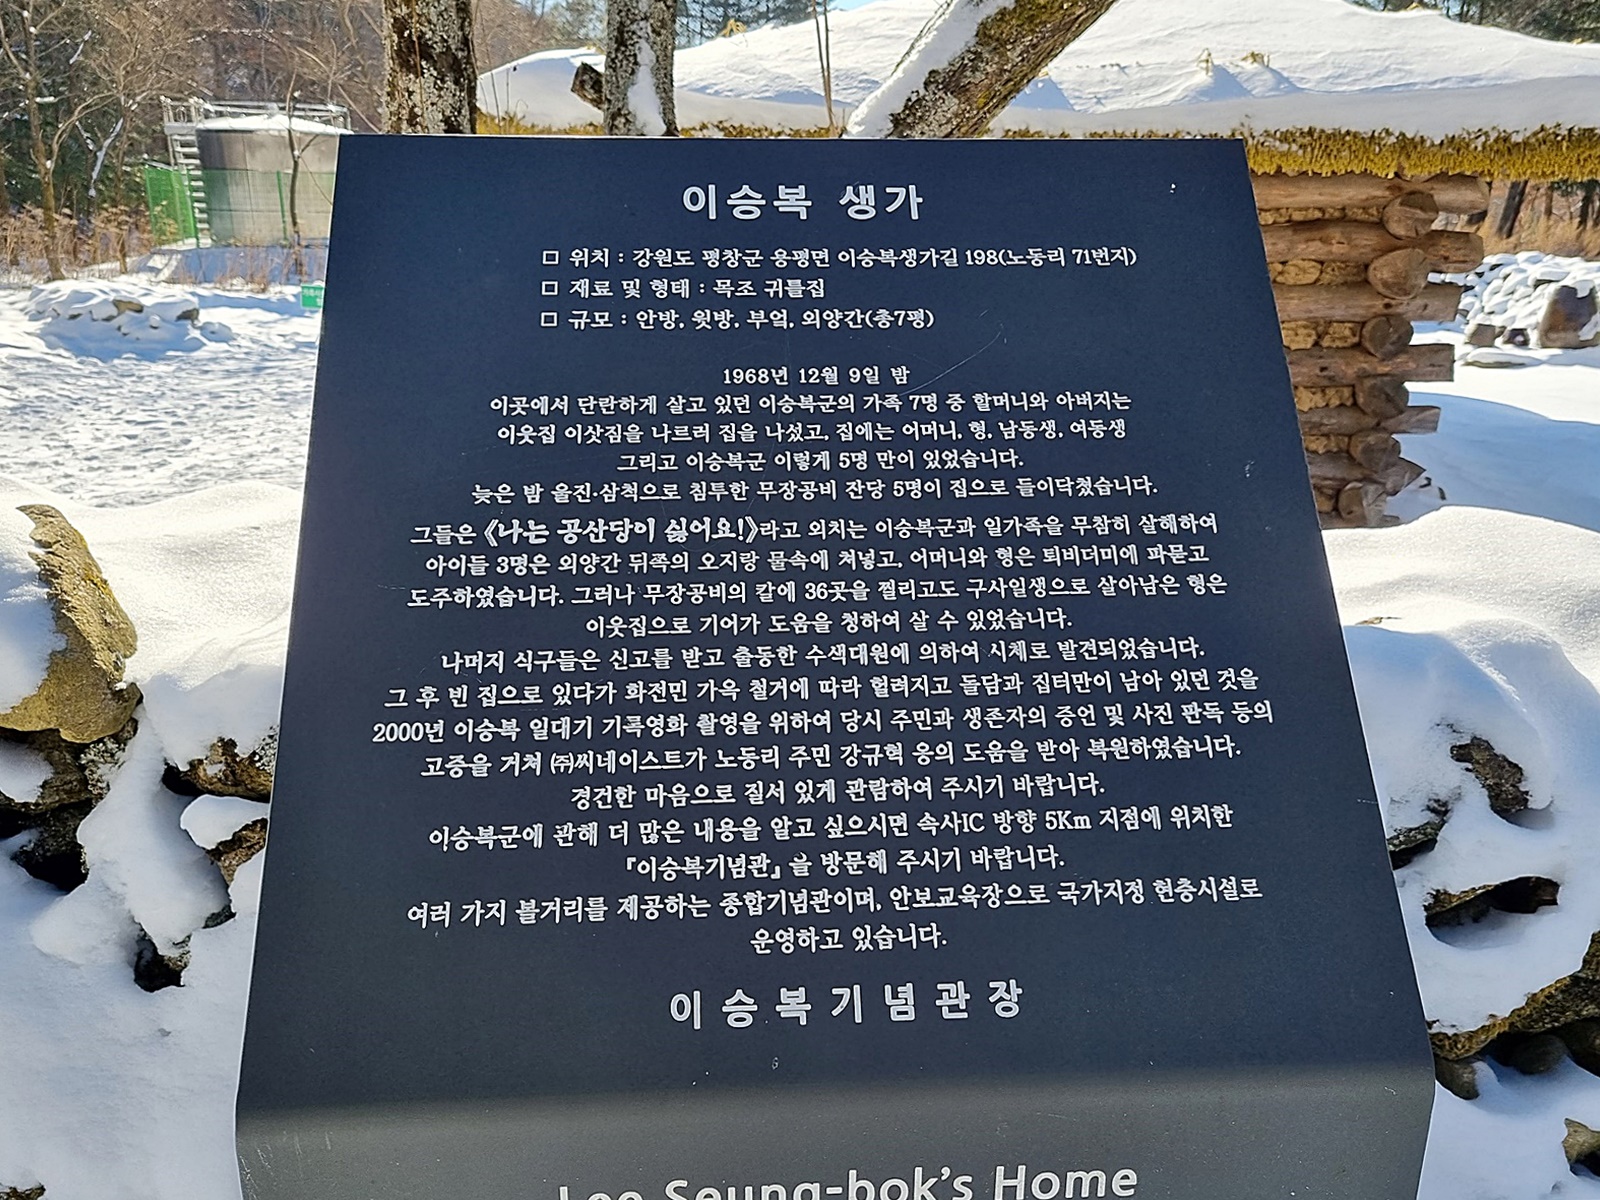 이승복 생가
□ 위치 : 강원도 평창군 용평면 이승복생가길 198(노동리 71번지)
□ 재료 및 형태 : 목조 귀틀집
□ 규모 : 안방, 윗방, 부엌, 외양간(총7평)
1968년 12월 9일 밤
이곳에서 단란하게 살고 있던 이승복군의 가족 7명 중 할머니와 아버지는
이웃집 이삿짐을 나르러 집을 나섰고, 집에는 어머니, 형, 남동생, 여동생
그리고 이승복군 이렇게 5명 만이 있었습니다.
늦은 밤 울진·삼척으로 침투한 무장공비 잔당 5명이 집으로 들이닥쳤습니다.
그들은 《나는 공산당이 싫어요!》라고 외치는 이승복군과 일가족을 무참히 살해하여
아이들 3명은 외양간 뒤쪽의 오지랑 물속에 쳐넣고, 어머니와 형은 퇴비더미에 파묻고
도주하였습니다. 그러나 무장공비의 칼에 36곳을 찔리고도 구사일생으로 살아남은 형은
이웃집으로 기어가 도움을 청하여 살 수 있었습니다.
나머지 식구들은 신고를 받고 출동한 수색대원에 의하여 시체로 발견되었습니다.
그 후 빈 집으로 있다가 화전민 가옥 철거에 따라 헐려지고 돌담과 집터만이 남아 있던 것을
2000년 이승복 일대기 기록영화 촬영을 위하여 당시 주민과 생존자의 증언 및 사진 판독 등의
고증을 거쳐 ㈜씨네이스트가 노동리 주민 강규혁 옹의 도움을 받아 복원하였습니다.
경건한 마음으로 질서 있게 관람하여 주시기 바랍니다.
이승복군에 관해 더 많은 내용을 알고 싶으시면 속사IC 방향 5Km 지점에 위치한
『이승복기념관』을 방문해 주시기 바랍니다.
여러 가지 볼거리를 제공하는 종합기념관이며, 안보교육장으로 국가지정 현충시설로
운영하고 있습니다.
이승복기념관장
Lee Seung-bok's Home